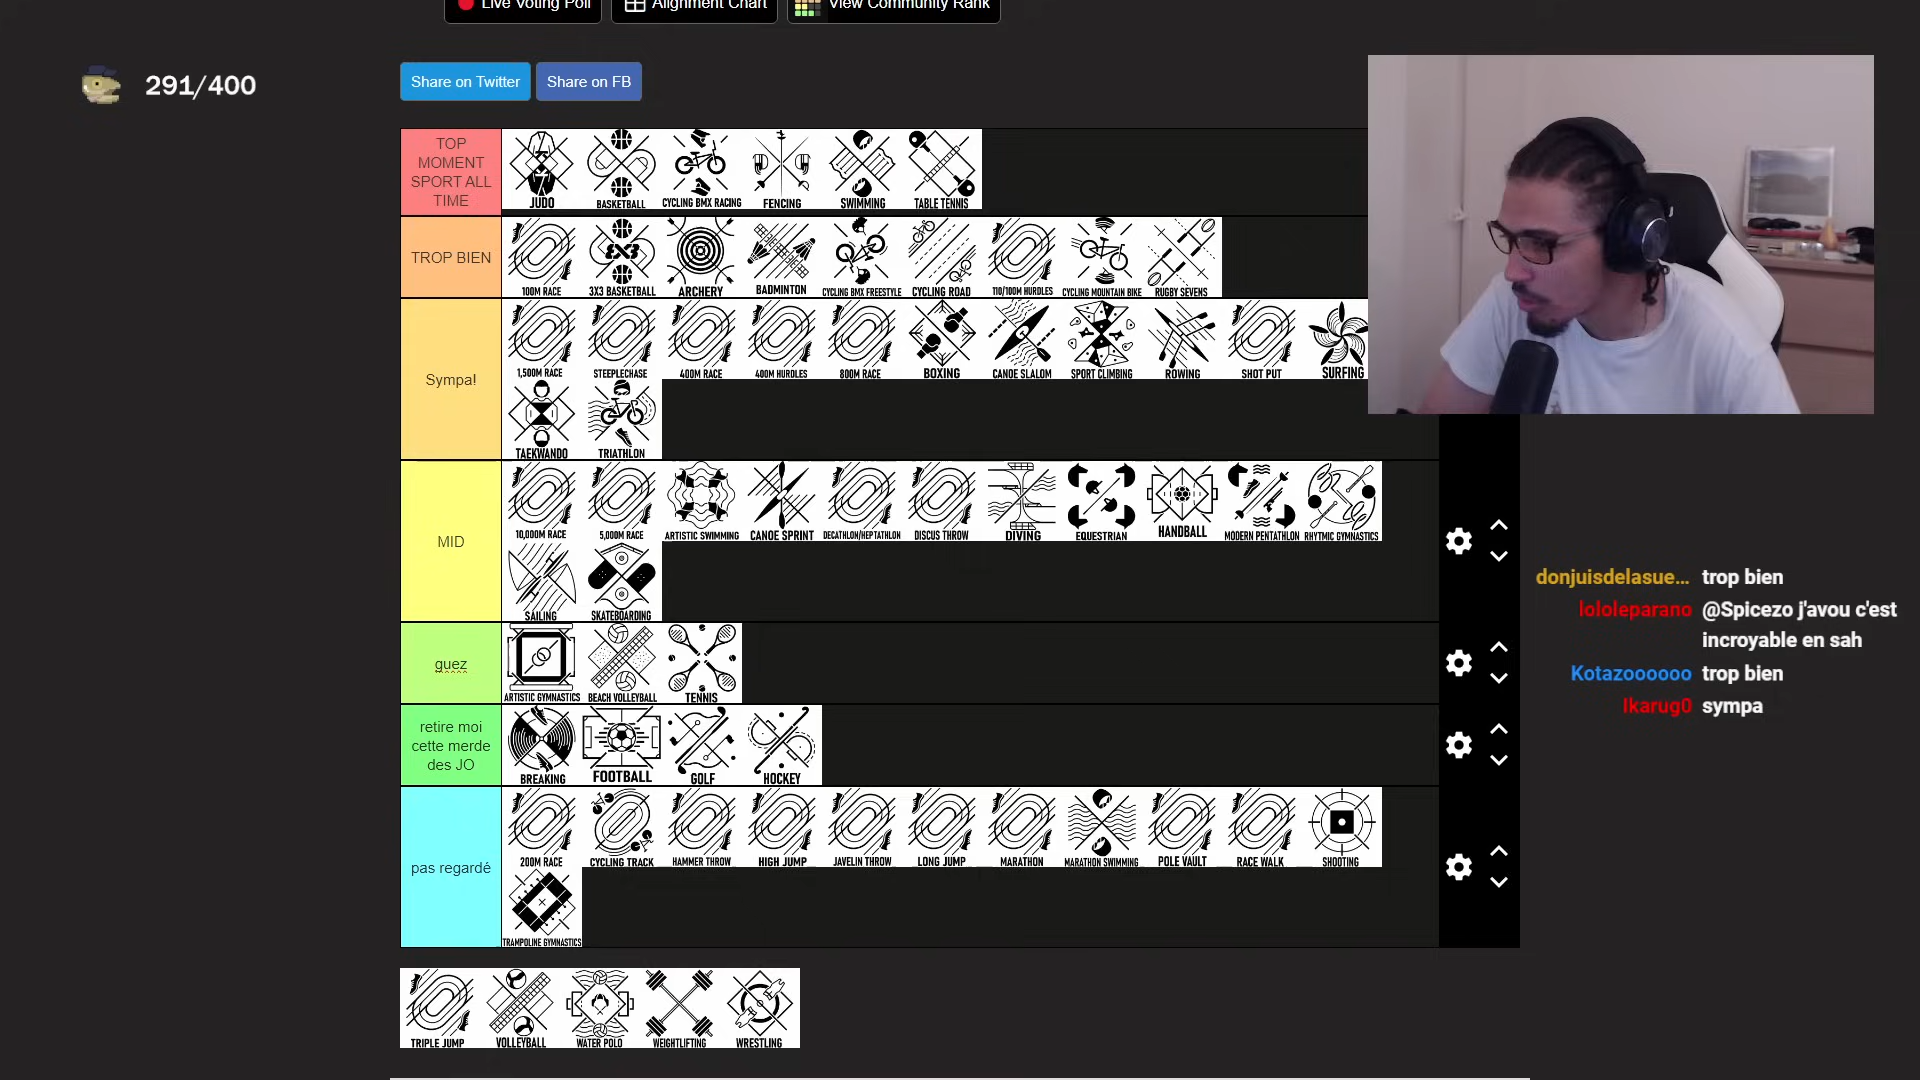 Live Voting Poll
Alignment Chart
View Community Rank
291/400
Share on Twitter
Share on FB
TOP
MOMENT
SPORT ALL
TIME
JUDO
BASKETBALL
CYCLING BMX RACING
FENCING
SWIMMING
TABLE TENNIS
TROP BIEN
100M RACE
3X3
3X3 BASKETBALL
ARCHERY
BADMINTON
CYCLING BMX FREESTYLE
CYCLING ROAD
110/100M HURDLES
CYCLING MOUNTAIN BIKE
RUGBY SEVENS
Sympa!
1,500M RACE
STEEPLECHASE
400M RACE
400M HURDLES
800M RACE
BOXING
CANOE SLALOM
SPORT CLIMBING
ROWING
SHOT PUT
SURFING
TAEKWANDO
TRIATHLON
MID
10,000M RACE
5,000M RACE
ARTISTIC SWIMMING
CANOE SPRINT
DECATHLON/HEPTATHLON
DISCUS THROW
DIVING
EQUESTRIAN
HANDBALL
MODERN PENTATHLON
RHYTMIC GYMNASTICS
SAILING
SKATEBOARDING
guez
ARTISTIC GYMNASTICS
BEACH VOLLEYBALL
TENNIS
retire moi
cette merde
des JO
BREAKING
FOOTBALL
GOLF
HOCKEY
pas regardé
200M RACE
CYCLING TRACK
HAMMER THROW
HIGH JUMP
JAVELIN THROW
LONG JUMP
MARATHON
MARATHON SWIMMING
POLE VAULT
RACE WALK
SHOOTING
TRAMPOLINE GYMNASTICS
TRIPLE JUMP
VOLLEYBALL
WATER POLO
WEIGHTLIFTING
WRESTLING
donjuisdelasue... trop bien
lololeparano @Spicezo j'avou c'est
incroyable en sah
Kotazoooooo trop bien
Ikarug0 sympa